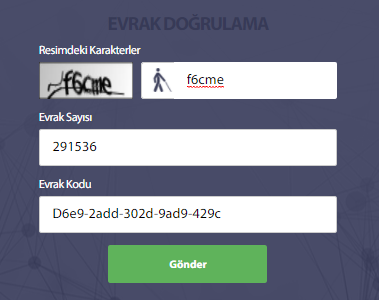 EVRAK DOĞRULAMA
Resimdeki Karakterler
f6cme f6cme
Evrak Sayısı
291536
Evrak Kodu
D6e9-2add-302d-9ad9-429c
Gönder